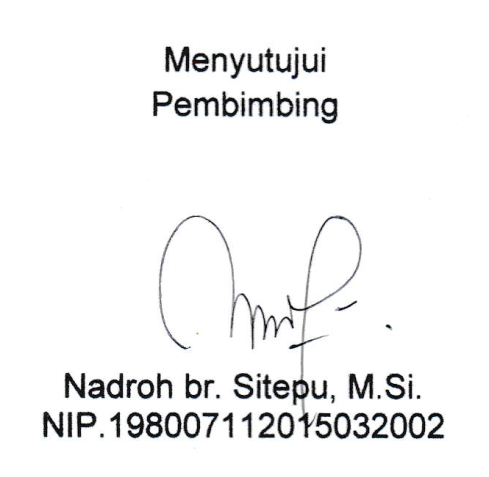 Menyutujui
Pembimbing
Nadroh br. Sitepu, M.Si.
NIP.198007112015032002